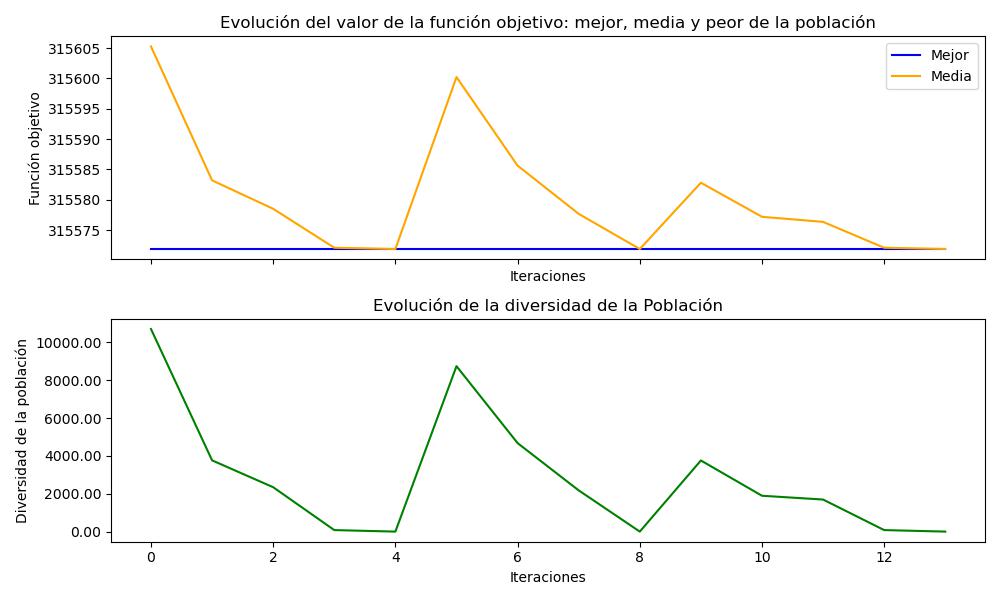 Evolución del valor de la función objetivo: mejor, media y peor de la población
Función objetivo
315605
315600
315595
315590
315585
315580
315575
Mejor
Media
Iteraciones
Evolución de la diversidad de la Población
Diversidad de la población
10000.00
8000.00
6000.00
4000.00
2000.00
0.00
0 2 4 6 8 10 12
Iteraciones